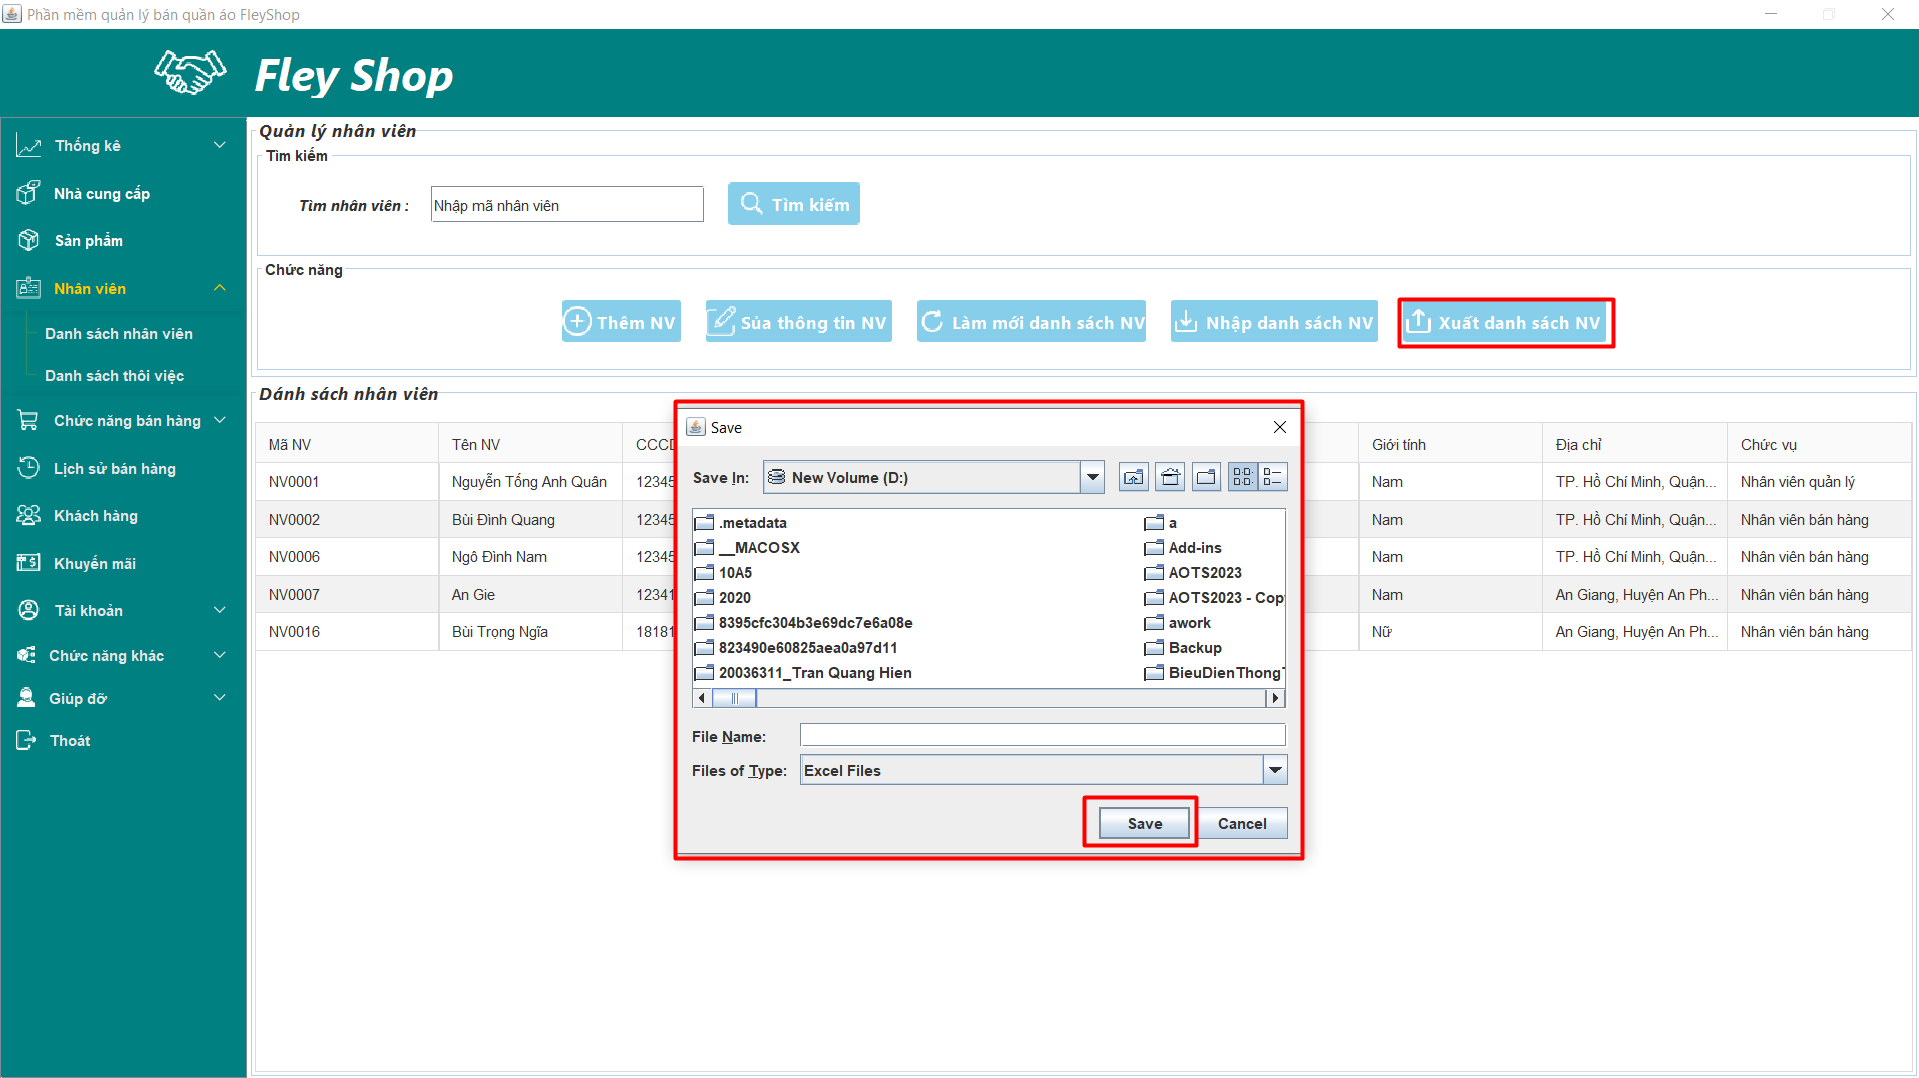 Phần mềm quản lý bán quần áo FleyShop
Fley Shop
Thống kê
Nhà cung cấp
Sản phẩm
Nhân viên
Danh sách nhân viên
Danh sách thôi việc
Chức năng bán hàng
Lịch sử bán hàng
Khách hàng
Khuyến mãi
Tài khoản
Chức năng khác
Giúp đỡ
Thoát
Quản lý nhân viên
Tìm kiếm
Tìm nhân viên :
Nhập mã nhân viên
Tìm kiếm
Chức năng
Thêm NV
Sủa thông tin NV
Làm mới danh sách NV
Nhập danh sách NV
Xuất danh sách NV
Dánh sách nhân viên
Mã NV Tên NV CCCD Giới tính Địa chỉ Chức vụ
NV0001 Nguyễn Tống Anh Quân 12345 Nam TP. Hồ Chí Minh, Quận... Nhân viên quản lý
NV0002 Bùi Đình Quang 12345 Nam TP. Hồ Chí Minh, Quận... Nhân viên bán hàng
NV0006 Ngô Đình Nam 12345 Nam TP. Hồ Chí Minh, Quận... Nhân viên bán hàng
NV0007 An Gie 12341 Nam An Giang, Huyện An Ph... Nhân viên bán hàng
NV0016 Bùi Trọng Nghĩa 18181 Nữ An Giang, Huyện An Ph... Nhân viên bán hàng
Save
Save In: New Volume (D:)
.metadata
__MACOSX
10A5
2020
8395cfc304b3e69dc7e6a08e
823490e60825aea0a97d11
20036311_Tran Quang Hien
a
Add-ins
AOTS2023
AOTS2023 - Copy
awork
Backup
BieuDienThongT
File Name:
Files of Type: Excel Files
Save
Cancel